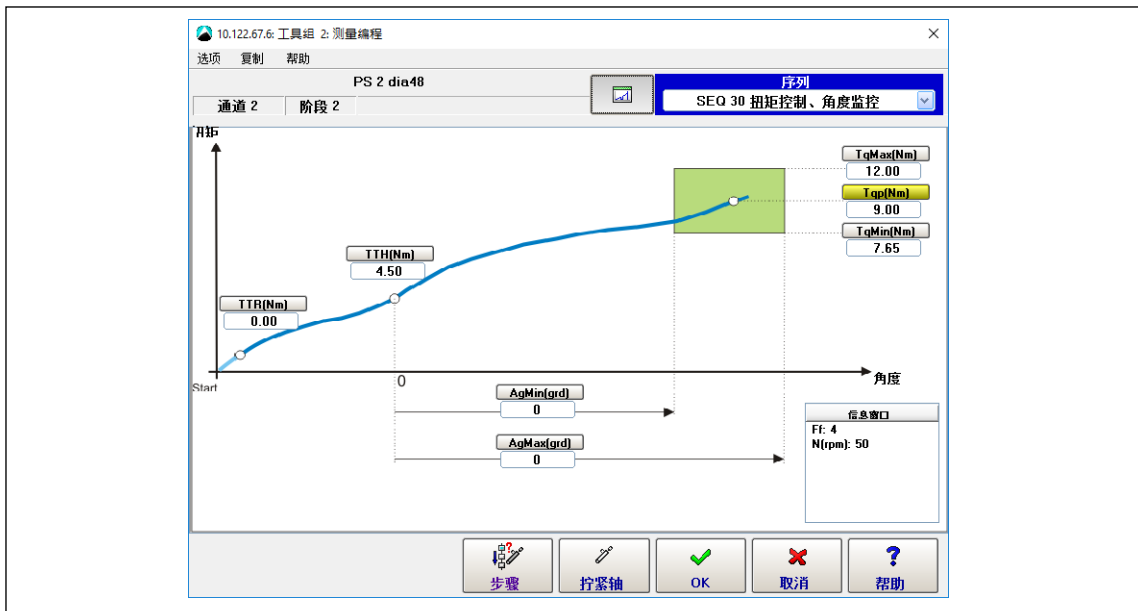 10.122.67.6: 工具組 2: 测量编程
选项 复制 帮助
PS 2 dia48
通道 2 阶段 2
序列
SEQ 30 扭矩控制、角度监控
扭矩
TqMax(Nm)
12.00
Tqp(Nm)
9.00
TqMin(Nm)
7.65
TTH(Nm)
4.50
TTR(Nm)
0.00
Start
0
角度
AgMin(grd)
0
AgMax(grd)
0
信息窗口
Ff: 4
N(rpm): 50
步骤 拧紧轴 OK 取消 帮助